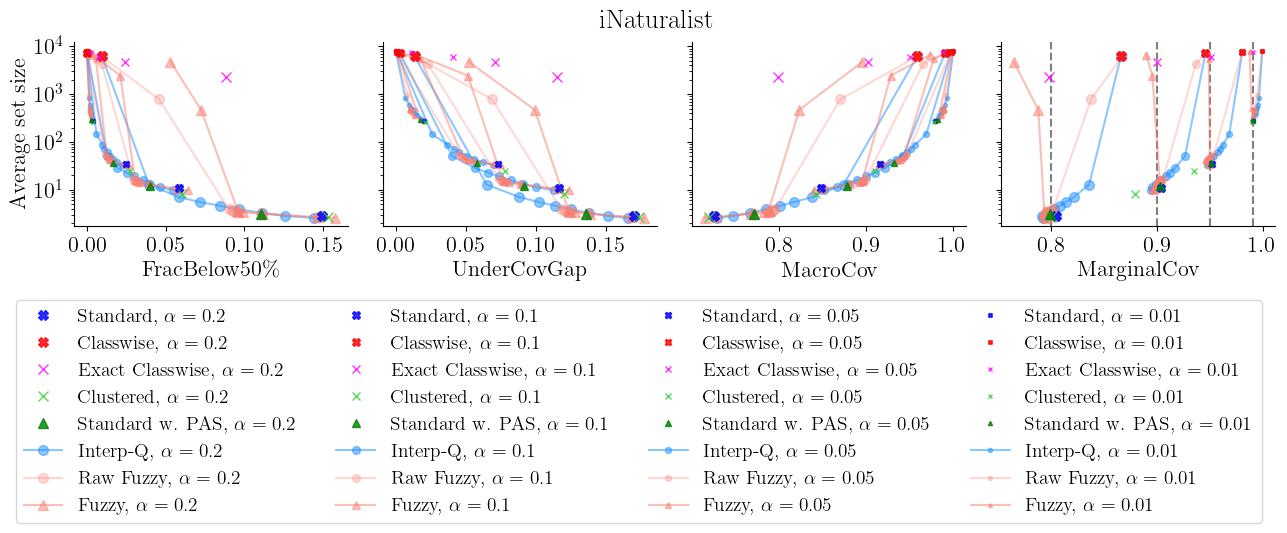 iNaturalist
Average set size
10^4
10^3
10^2
10^1
0.00 0.05 0.10 0.15
FracBelow50%
0.00 0.05 0.10 0.15
UnderCovGap
0.8 0.9 1.0
MacroCov
0.8 0.9 1.0
MarginalCov
Standard, α = 0.2
Classwise, α = 0.2
Exact Classwise, α = 0.2
Clustered, α = 0.2
Standard w. PAS, α = 0.2
Interp-Q, α = 0.2
Raw Fuzzy, α = 0.2
Fuzzy, α = 0.2
Standard, α = 0.1
Classwise, α = 0.1
Exact Classwise, α = 0.1
Clustered, α = 0.1
Standard w. PAS, α = 0.1
Interp-Q, α = 0.1
Raw Fuzzy, α = 0.1
Fuzzy, α = 0.1
Standard, α = 0.05
Classwise, α = 0.05
Exact Classwise, α = 0.05
Clustered, α = 0.05
Standard w. PAS, α = 0.05
Interp-Q, α = 0.05
Raw Fuzzy, α = 0.05
Fuzzy, α = 0.05
Standard, α = 0.01
Classwise, α = 0.01
Exact Classwise, α = 0.01
Clustered, α = 0.01
Standard w. PAS, α = 0.01
Interp-Q, α = 0.01
Raw Fuzzy, α = 0.01
Fuzzy, α = 0.01